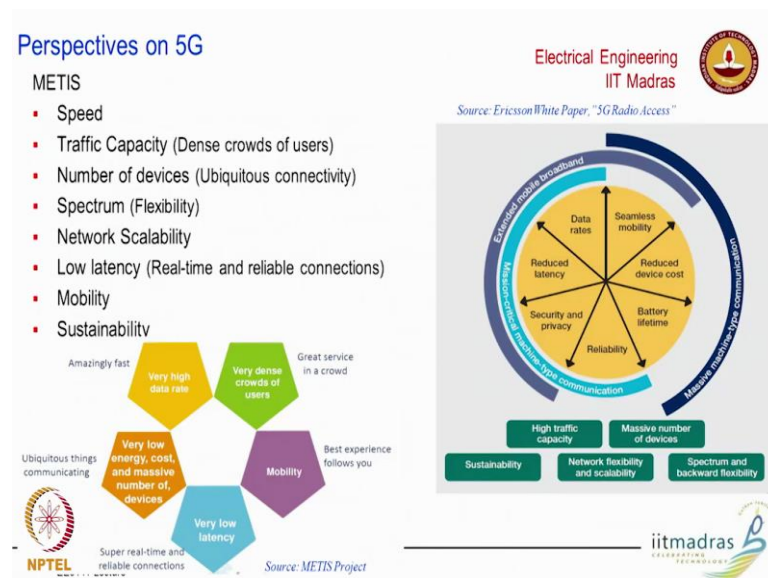 Perspectives on 5G
Electrical Engineering
IIT Madras
METIS
▪ Speed
▪ Traffic Capacity (Dense crowds of users)
▪ Number of devices (Ubiquitous connectivity)
▪ Spectrum (Flexibility)
▪ Network Scalability
▪ Low latency (Real-time and reliable connections)
▪ Mobility
▪ Sustainability
Amazingly fast
Very high
data rate
Very dense
crowds of
users
Great service
in a crowd
Ubiquitous things
communicating
Very low
energy, cost,
and massive
number of,
devices
Mobility
Best experience
follows you
Very low
latency
Super real-time and
reliable connections
Source: METIS Project
Source: Ericsson White Paper, "5G Radio Access"
Extended mobile broadband
Mission-critical machine-type communication
Massive machine-type communication
Data
rates
Seamless
mobility
Reduced
latency
Reduced
device cost
Security and
privacy
Battery
lifetime
Reliability
High traffic
capacity
Massive number
of devices
Sustainability
Network flexibility
and scalability
Spectrum and
backward flexibility
NPTEL
iitmadras
CELEBRATING
TECHNOLOGY